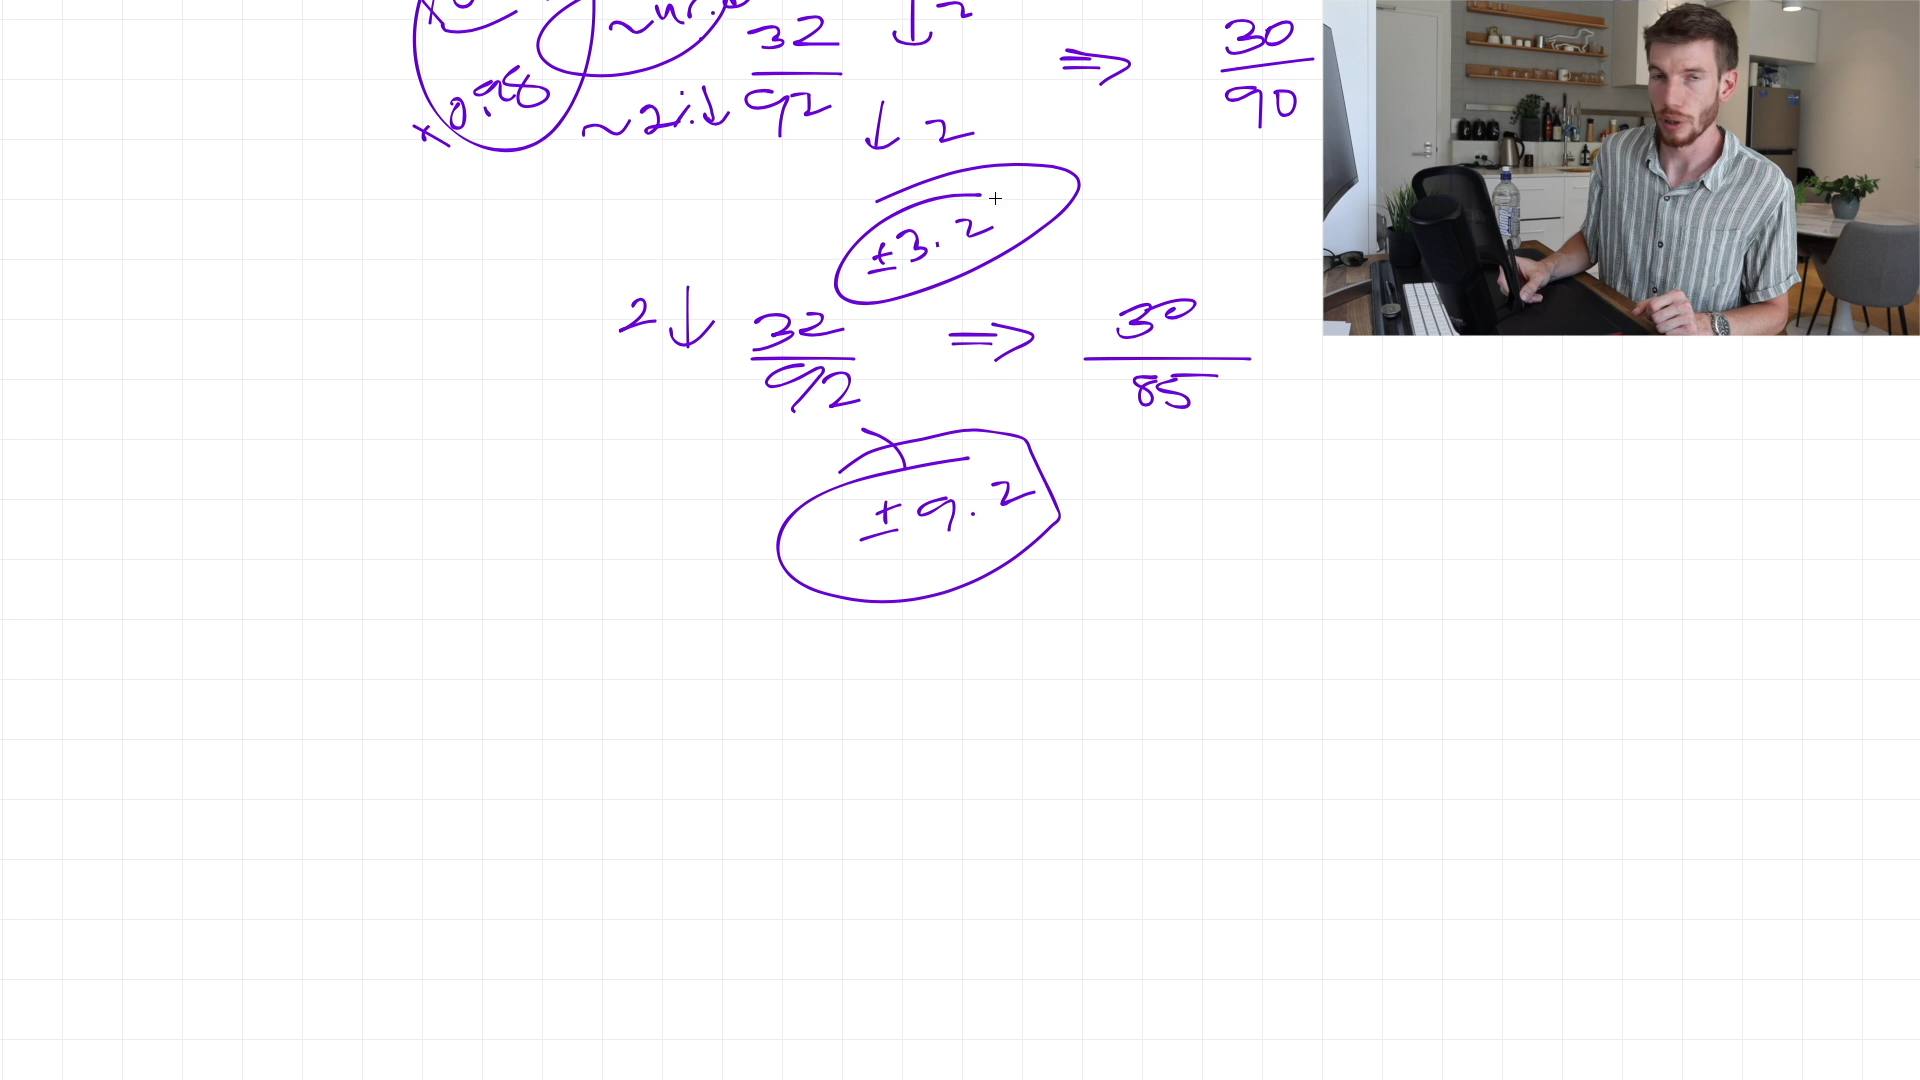 32 ↓ 2 ⇒ 30
x 0.98 ~2%↓ 92 ↓ 2 90
±3.2
2 ↓ 32 ⇒ 30
92 85
±9.2